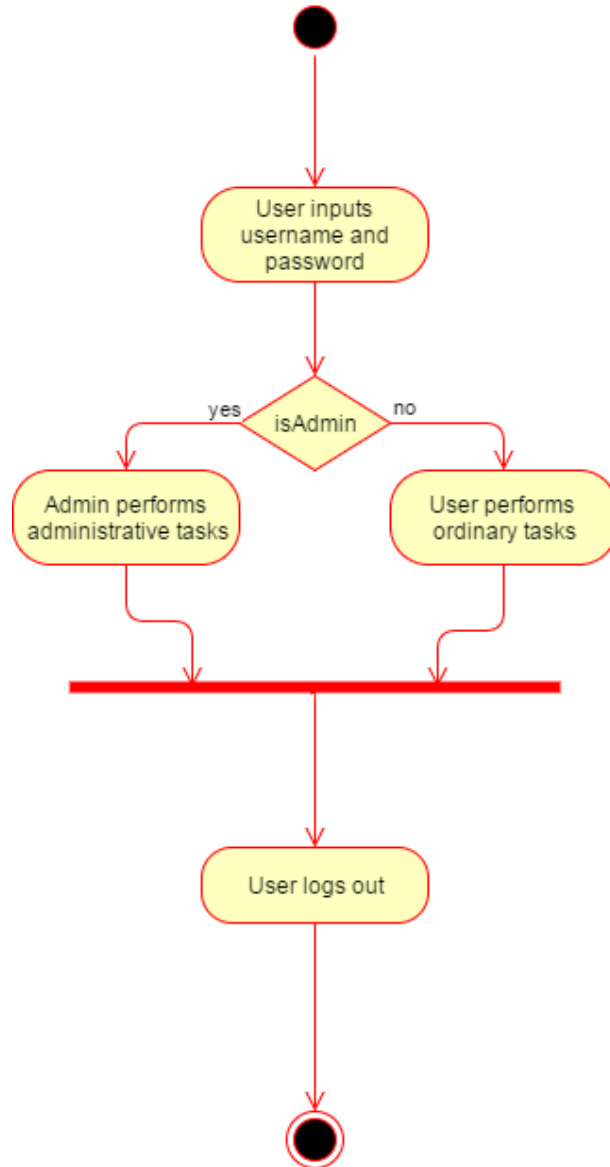 User inputs
username and
password
isAdmin
yes
no
Admin performs
administrative tasks
User performs
ordinary tasks
User logs out